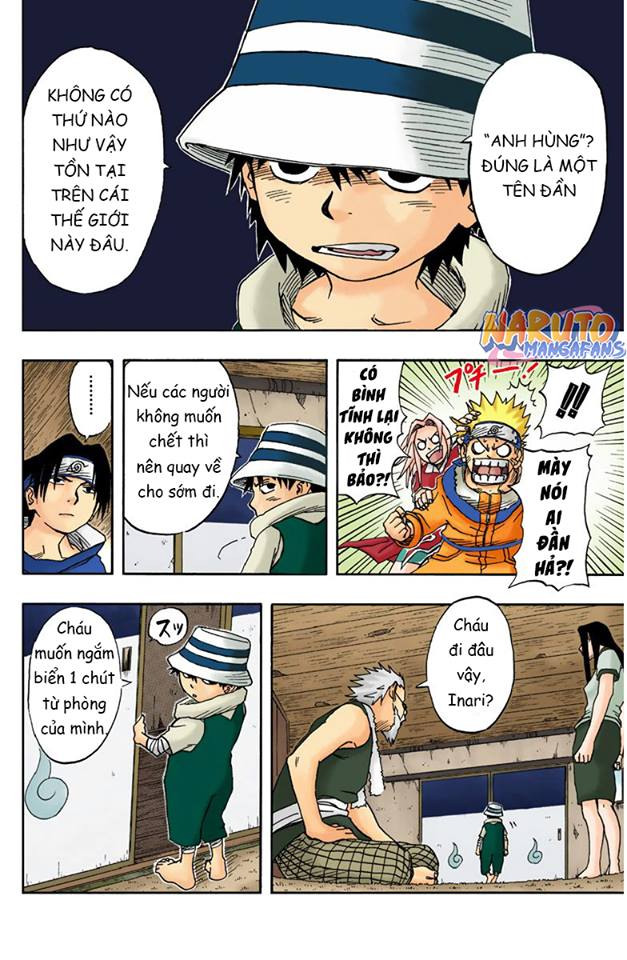 "ANH HÙNG"?
ĐÚNG LÀ MỘT
TÊN ĐẦN
KHÔNG CÓ
THỨ NÀO
NHƯ VẬY
TỒN TẠI
TRÊN CÁI
THẾ GIỚI
NÀY ĐÂU.
NARUTO
MANGAFANS
!!
MÀY
NÓI
AI
ĐẦN
HẢ?!
プチー!
CÓ
BÌNH
TĨNH LẠI
KHÔNG
THÌ
BẢO?!
Nếu các người
không muốn
chết thì
nên quay về
cho sớm đi.
........
Cháu
đi đâu
vậy,
Inari?
スッ
Cháu
muốn ngắm
biển 1 chút
từ phòng
của mình.